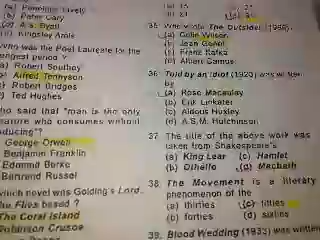 (a) Penelope Lively
(b) Peter Cary
(c) A.S. Byatt
Kingsley Amis
Who was the Poet Laureate for the
longest period ?
(a) Robert Southey
Alfred Tennyson
Robert Bridges
Ted Hughes
said that "man is the only
creature who consumes without
producing"?
George Orwell
Benjamin Franklin
Edmund Burke
Bertrand Russel
Which novel was Golding's Lord
the Flies based ?
The Coral Island
Robinson Crusoe
35. Who wrote The Outsider (1956).
(a) Colin Wilson
(b) Jean Genet
(c) Franz Kafka
(d) Albert Camus
36. Told by an Idiot (1923) was written
by
(a) Rose Macaulay
(b) Erik Linkater
(c) Aldous Huxley
(d) A.S.M. Hutchinson
37. The title of the above work was
taken from Shakespeare's
(a) King Lear (c) Hamlet
(b) Othello (d) Macbeth
38. The Movement is a literary
phenomenon of the
(a) thirties (c) fifties
(b) forties (d) sixties
39. Blood Wedding (1933) was written